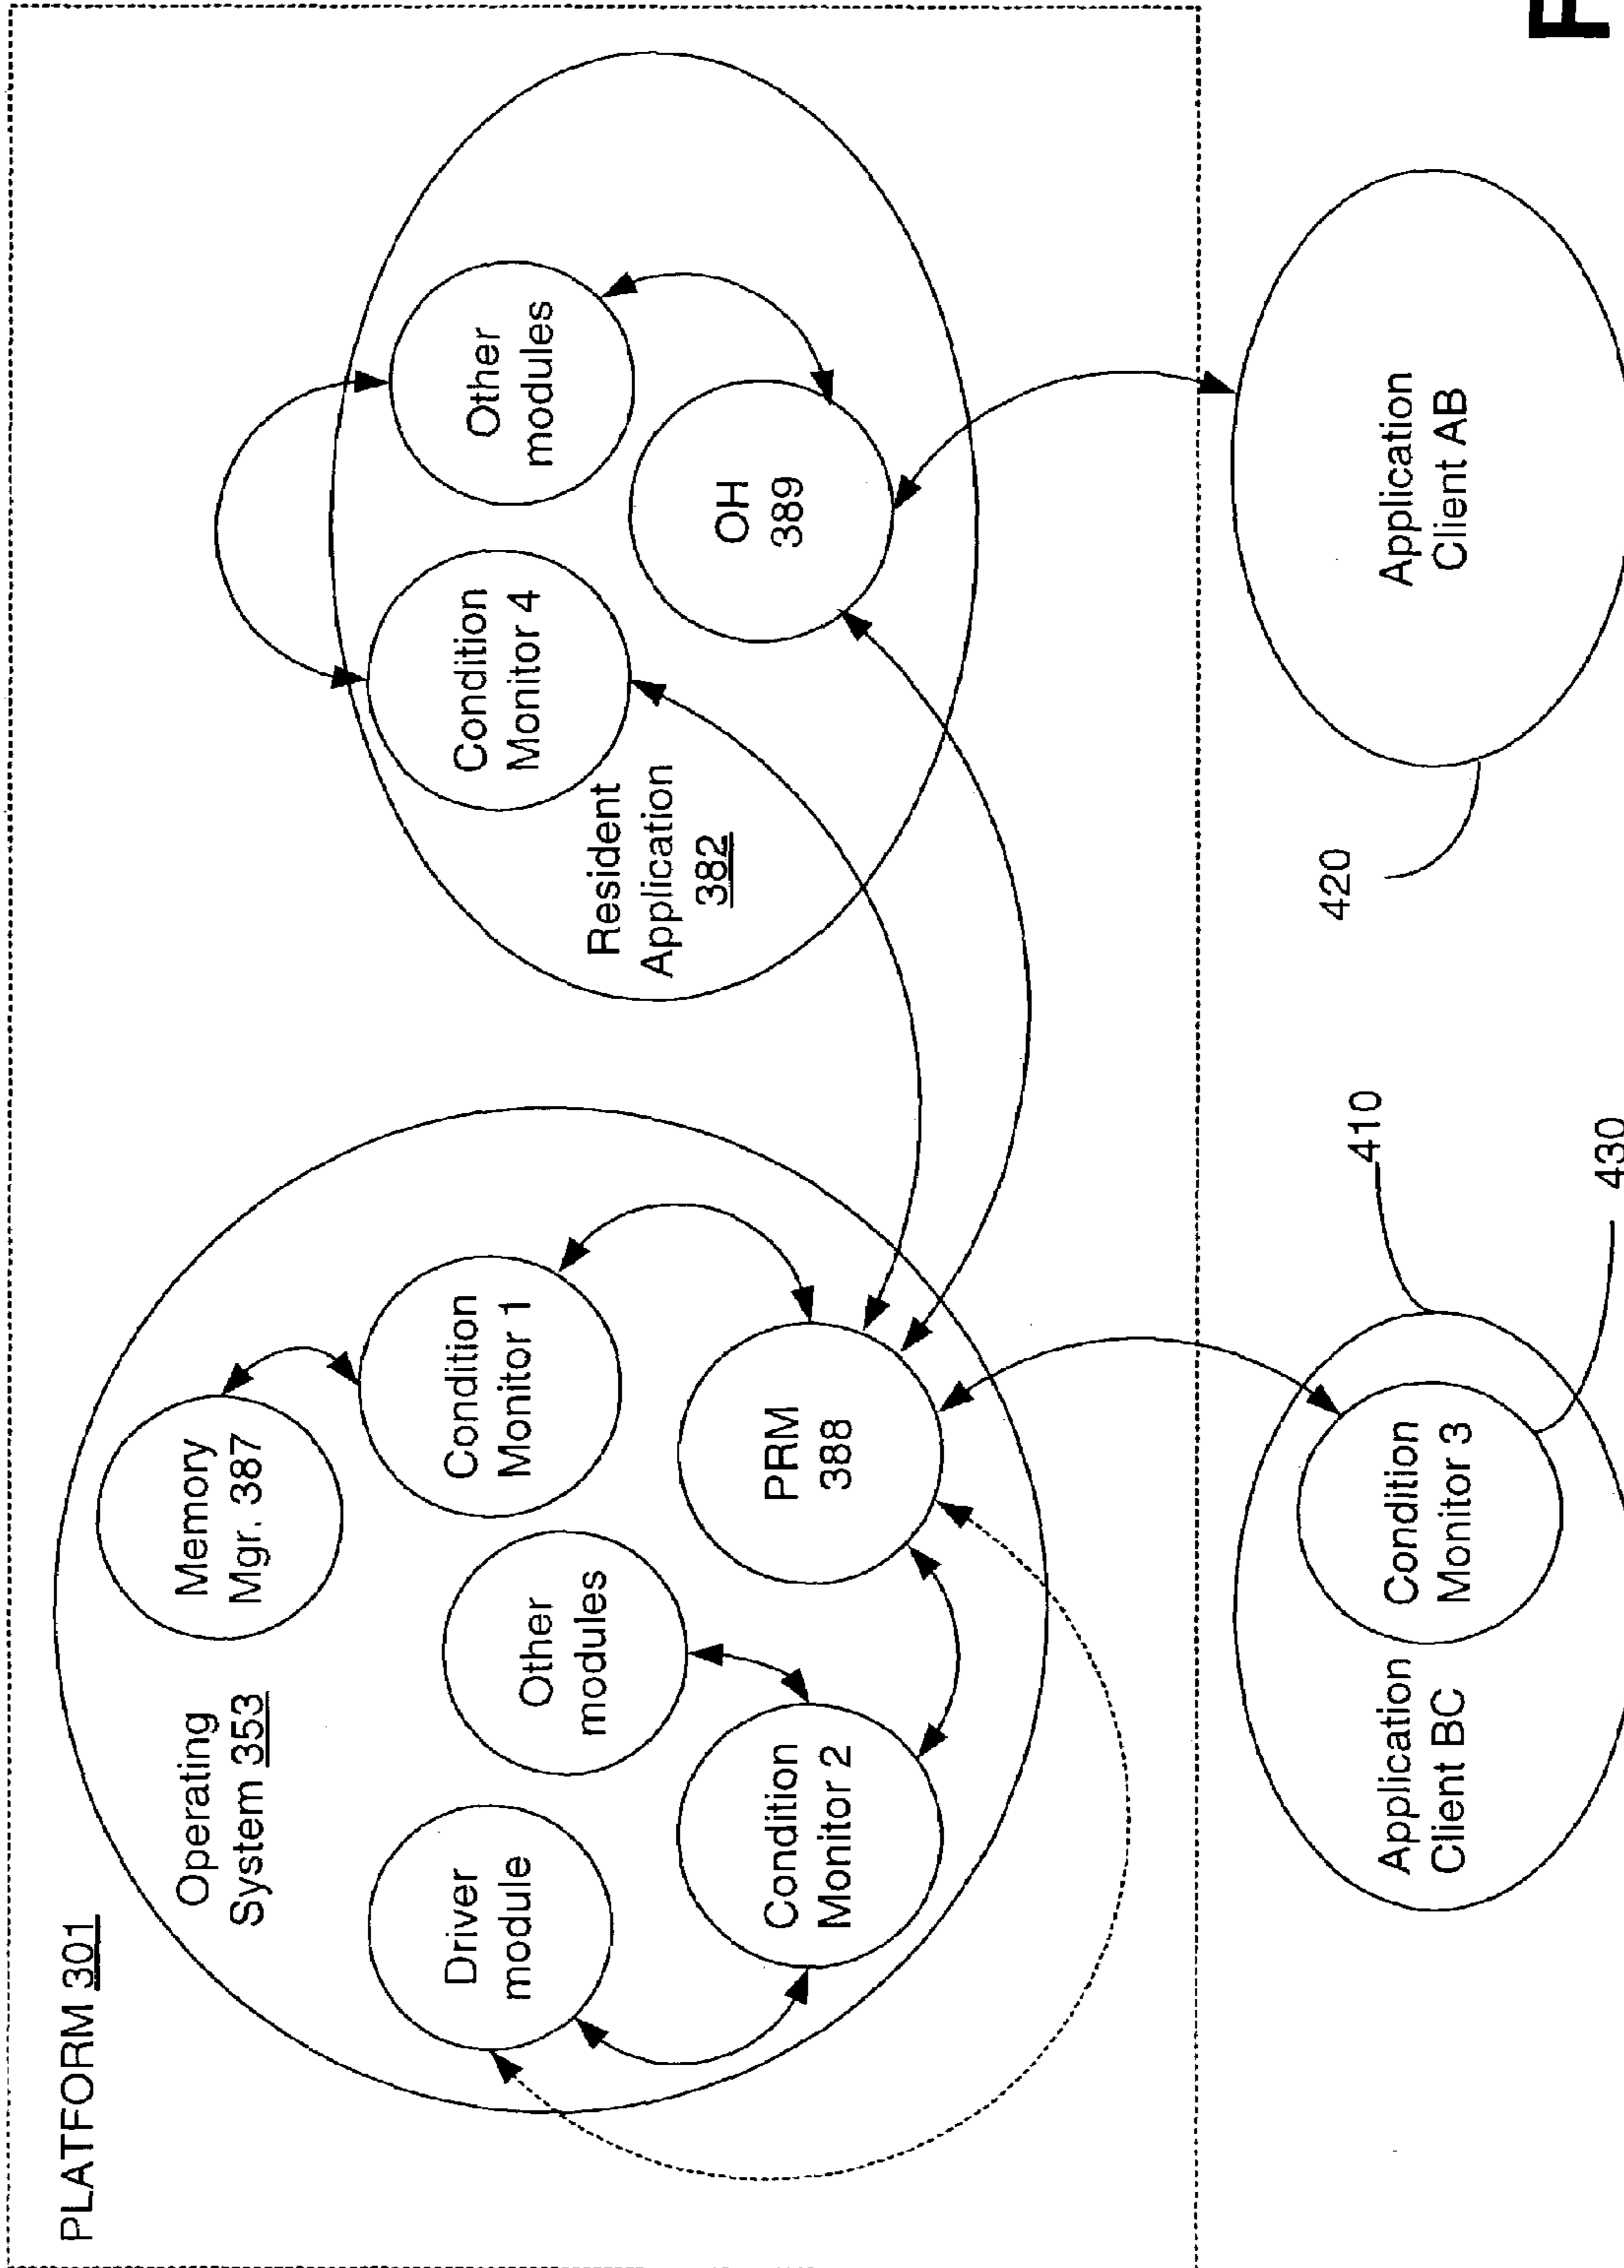 PLATFORM 301
Operating
System 353
Memory
Mgr. 387
Driver
module
Other
modules
Condition
Monitor 1
Condition
Monitor 2
PRM
388
Condition
Monitor 4
Other
modules
Resident
Application
382
OH
389
Application
Client BC
Condition
Monitor 3
410
430
420
Application
Client AB
F